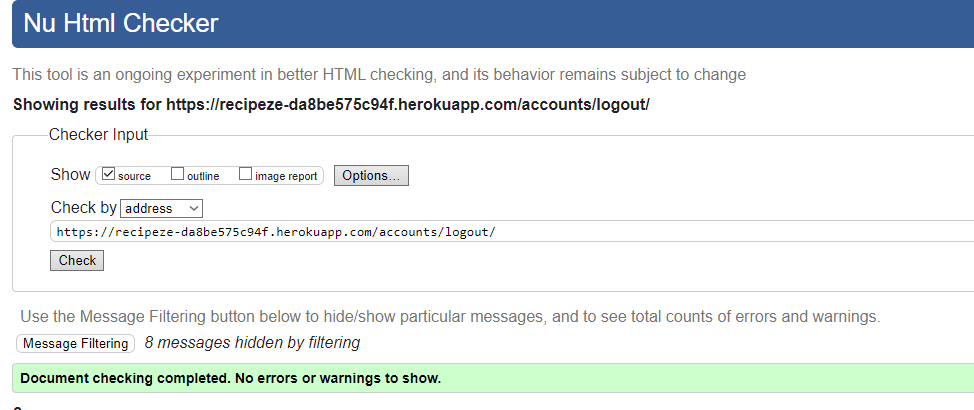 Nu Html Checker
This tool is an ongoing experiment in better HTML checking, and its behavior remains subject to change
Showing results for https://recipeze-da8be575c94f.herokuapp.com/accounts/logout/
Checker Input
Show source outline image report Options...
Check by address
https://recipeze-da8be575c94f.herokuapp.com/accounts/logout/
Check
Use the Message Filtering button below to hide/show particular messages, and to see total counts of errors and warnings.
Message Filtering 8 messages hidden by filtering
Document checking completed. No errors or warnings to show.